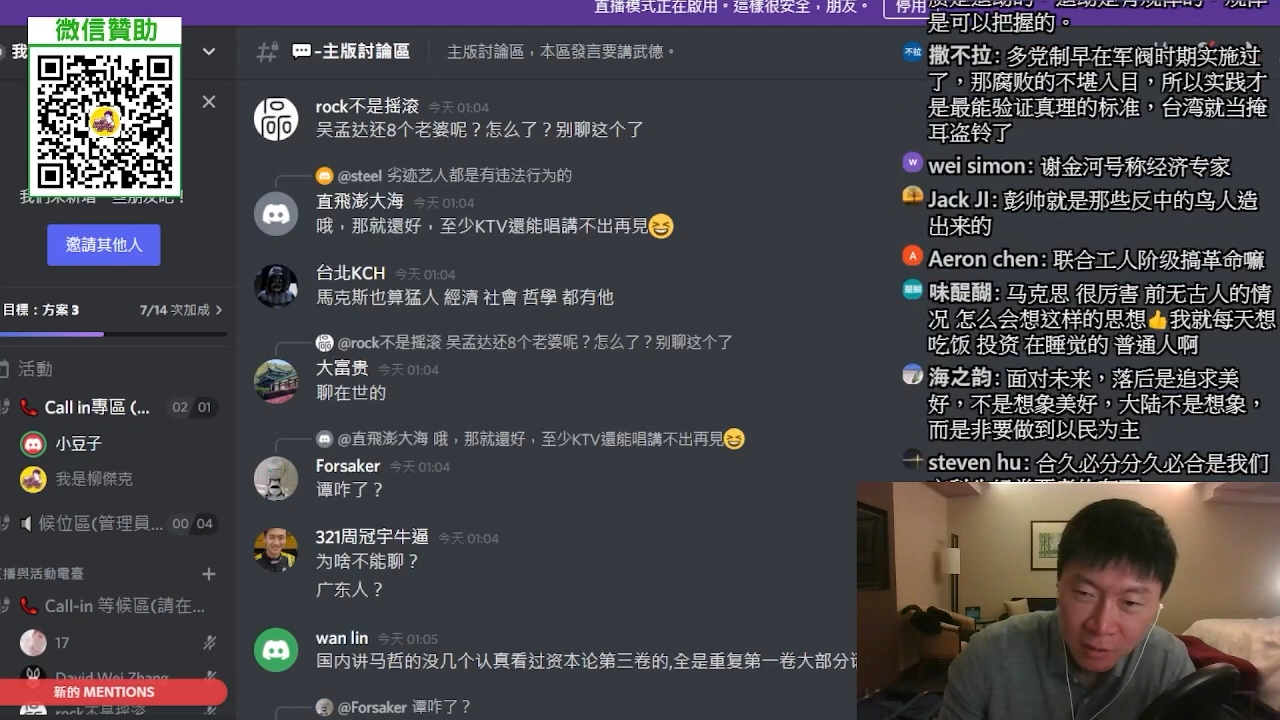 直播模式正在啟用。這樣很安全，朋友。
停用
微信贊助
我
-主版討論區
主版討論區，本區發言要講武德。
邀請其他人
目標：方案 3
7/14 次加成
活動
Call in專區 (...
02 01
小豆子
我是柳傑克
候位區(管理員...
00 04
直播與活動電臺
Call-in 等候區(請在...
17
David Wei Zhang
新的 MENTIONS
rock不是摇滚
rock不是摇滚 今天 01:04
吴孟达还8个老婆呢？怎么了？别聊这个了
@steel 劣迹艺人都是有违法行为的
直飛澎大海 今天 01:04
哦，那就還好，至少KTV還能唱講不出再見😆
台北KCH 今天 01:04
馬克斯也算猛人 經濟 社會 哲學 都有他
@rock不是摇滚 吴孟达还8个老婆呢？怎么了？别聊这个了
大富贵 今天 01:04
聊在世的
@直飛澎大海 哦，那就還好，至少KTV還能唱講不出再見😆
Forsaker 今天 01:04
谭咋了？
321周冠宇牛逼 今天 01:04
为啥不能聊？
广东人？
wan lin 今天 01:05
国内讲马哲的没几个认真看过资本论第三卷的,全是重复第一卷大部分
@Forsaker 谭咋了？
是可以把握的。
撒不拉: 多党制早在军阀时期实施过
了，那腐败的不堪入目，所以实践才
是最能验证真理的标准，台湾就当掩
耳盗铃了
wei simon: 谢金河号称经济专家
Jack JI: 彭帅就是那些反中的鸟人造
出来的
Aeron chen: 联合工人阶级搞革命嘛
味醍醐: 马克思 很厉害 前无古人的情
况 怎么会想这样的思想👍我就每天想
吃饭 投资 在睡觉的 普通人啊
海之韵: 面对未来，落后是追求美
好，不是想象美好，大陆不是想象，
而是非要做到以民为主
steven hu: 合久必分分久必合是我们